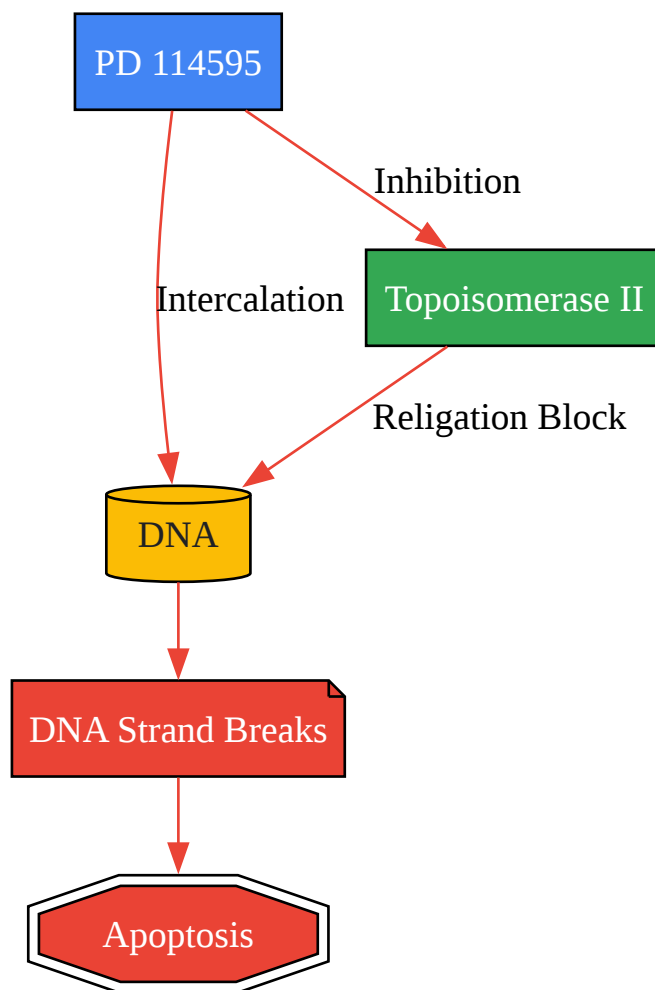 PD 114595
Inhibition
Intercalation
Topoisomerase II
Religation Block
DNA
DNA Strand Breaks
Apoptosis